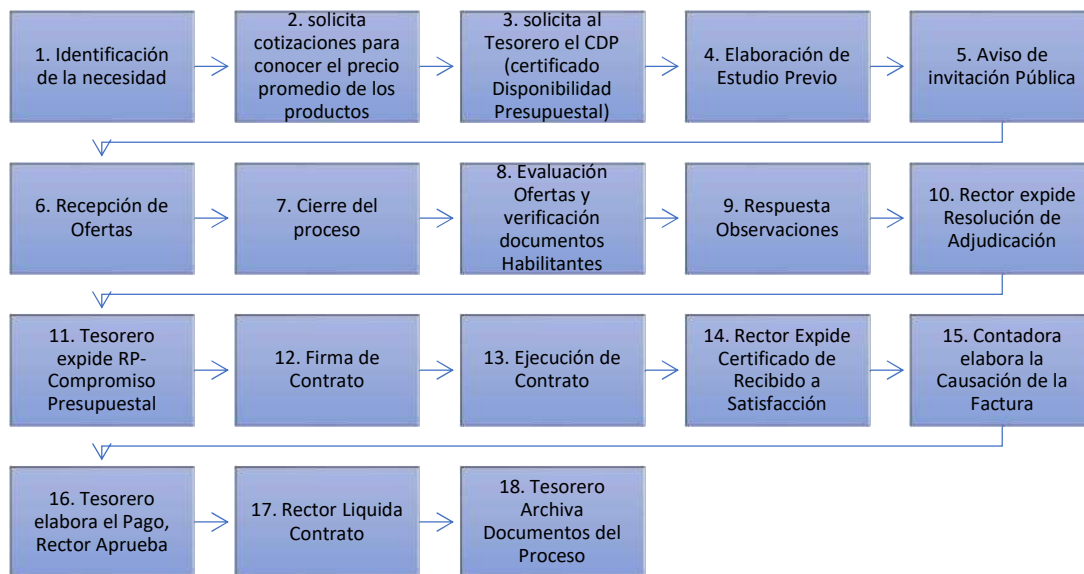 1. Identificación
de la necesidad
2. solicita
cotizaciones para
conocer el precio
promedio de los
productos
3. solicita al
Tesorero el CDP
(certificado
Disponibilidad
Presupuestal)
4. Elaboración de
Estudio Previo
5. Aviso de
invitación Pública
6. Recepción de
Ofertas
7. Cierre del
proceso
8. Evaluación
Ofertas y
verificación
documentos
Habilitantes
9. Respuesta
Observaciones
10. Rector expide
Resolución de
Adjudicación
11. Tesorero
expide RP-
Compromiso
Presupuestal
12. Firma de
Contrato
13. Ejecución de
Contrato
14. Rector Expide
Certificado de
Recibido a
Satisfacción
15. Contadora
elabora la
Causación de la
Factura
16. Tesorero
elabora el Pago,
Rector Aprueba
17. Rector Liquida
Contrato
18. Tesorero
Archiva
Documentos del
Proceso